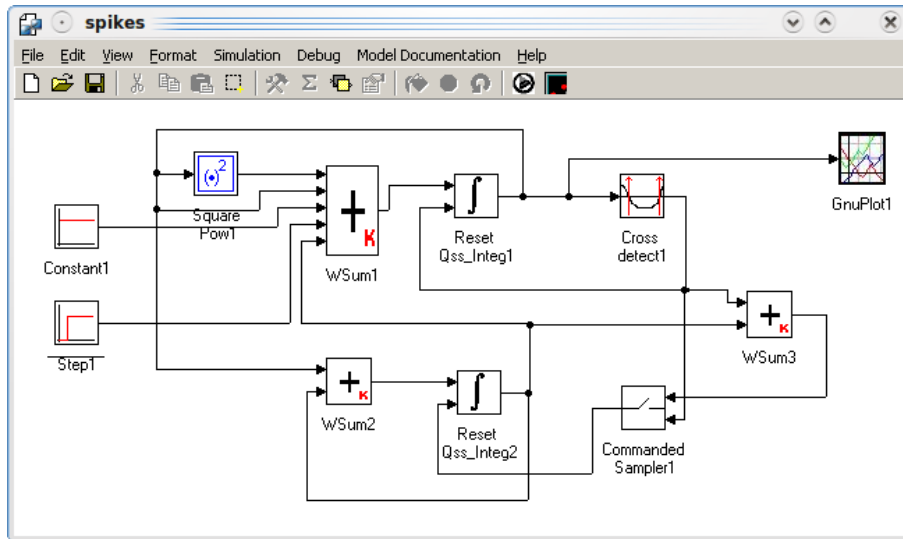 spikes
File Edit View Format Simulation Debug Model Documentation Help
(•)²
Square
Pow1
Constant1
Step1
+
K
WSum1
∫
Reset
Qss_Integ1
Cross
detect1
GnuPlot1
+
K
WSum3
+
K
WSum2
∫
Reset
Qss_Integ2
Commanded
Sampler1